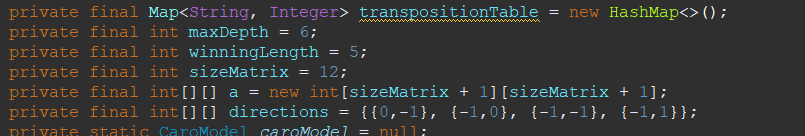 private final Map<String, Integer> transpositionTable = new HashMap<>();
private final int maxDepth = 6;
private final int winningLength = 5;
private final int sizeMatrix = 12;
private final int[][] a = new int[sizeMatrix + 1][sizeMatrix + 1];
private final int[][] directions = {{0,-1}, {-1,0}, {-1,-1}, {-1,1}};
private static CaroModel caroModel = null;